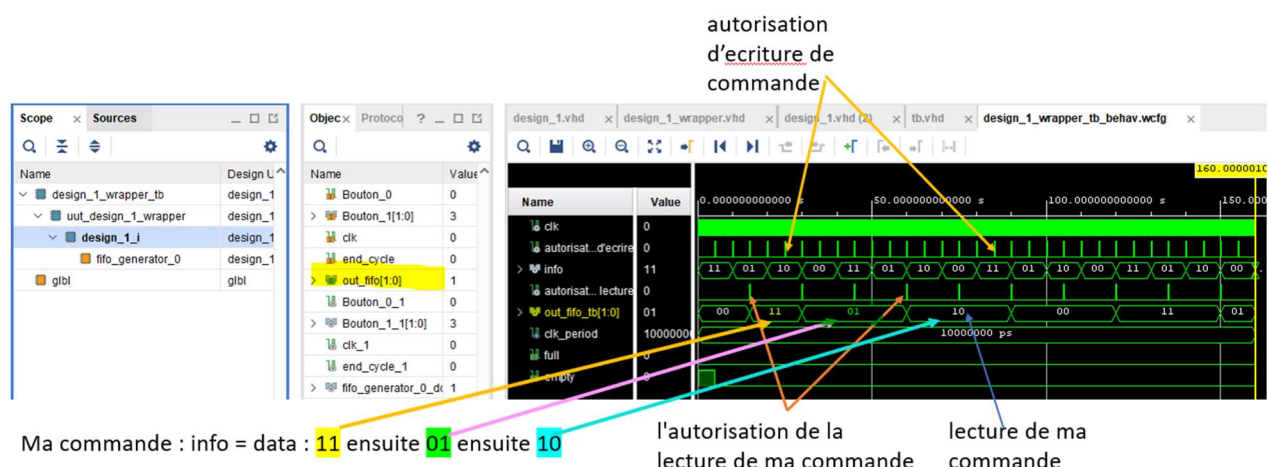 autorisation
d'ecriture de
commande
Scope × Sources
Name Design U
design_1_wrapper_tb design_1
uut_design_1_wrapper design_1
design_1_i design_1
fifo_generator_0 design_1
glbl glbl
Objec × Protoco ?
Name Value
Bouton_0 0
Bouton_1[1:0] 3
clk 0
end_cycle 0
out_fifo[1:0] 1
Bouton_0_1 0
Bouton_1_1[1:0] 3
clk_1 0
end_cycle_1 0
fifo_generator_0_dc 1
design_1.vhd × design_1_wrapper.vhd × design_1.vhd (2) × tb.vhd × design_1_wrapper_tb_behav.wcfg ×
160.0000010
Name Value
0.000000000000 s 50.000000000000 s 100.000000000000 s 150.000
clk 0
autorisat...d'ecrire 0
info 11 11 01 10 00 11 01 10 00 11 01 10 00 11 01 10 00
autorisat... lecture 0
out_fifo_tb[1:0] 01 00 11 01 10 00 11 01
clk_period 10000000 10000000 ps
full 0
empty 0
Ma commande : info = data : 11 ensuite 01 ensuite 10
l'autorisation de la
lecture de ma commande
lecture de ma
commande